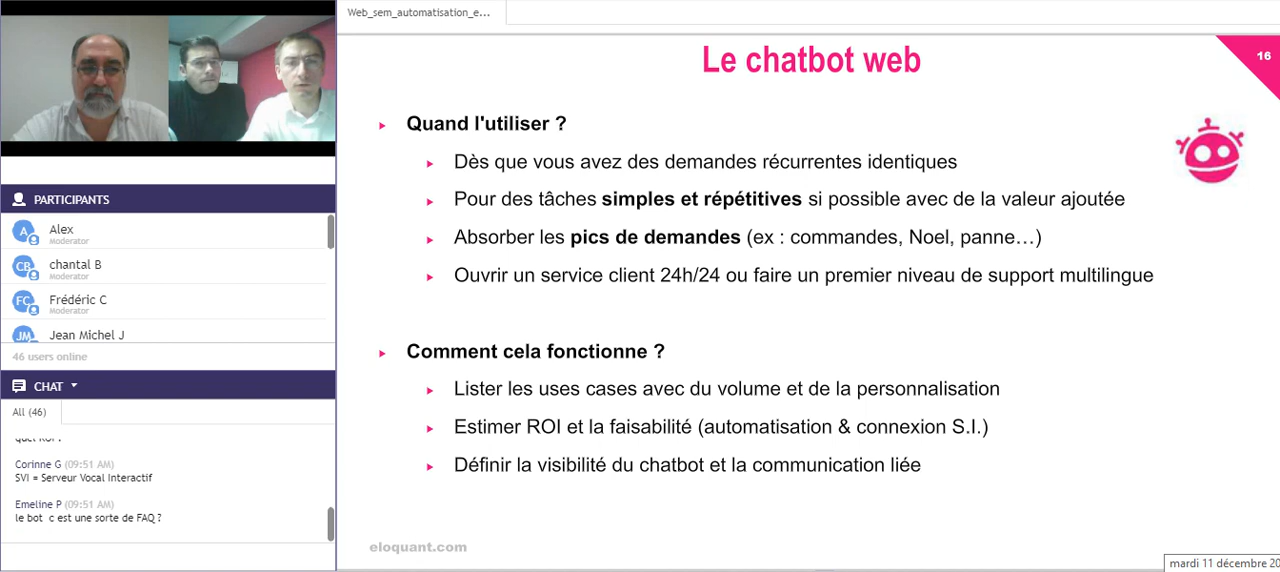 Web_sem_automatisation_e...
Le chatbot web
16
Quand l'utiliser ?
Dès que vous avez des demandes récurrentes identiques
Pour des tâches simples et répétitives si possible avec de la valeur ajoutée
Absorber les pics de demandes (ex : commandes, Noel, panne…)
Ouvrir un service client 24h/24 ou faire un premier niveau de support multilingue
Comment cela fonctionne ?
Lister les uses cases avec du volume et de la personnalisation
Estimer ROI et la faisabilité (automatisation & connexion S.I.)
Définir la visibilité du chatbot et la communication liée
eloquant.com
mardi 11 décembre 20
PARTICIPANTS
A
Alex
Moderator
CB
chantal B
Moderator
FC
Frédéric C
Moderator
JM
Jean Michel J
46 users online
CHAT
All (46)
quel ROI ?
Corinne G (09:51 AM)
SVI = Serveur Vocal Interactif
Emeline P (09:51 AM)
le bot c est une sorte de FAQ ?